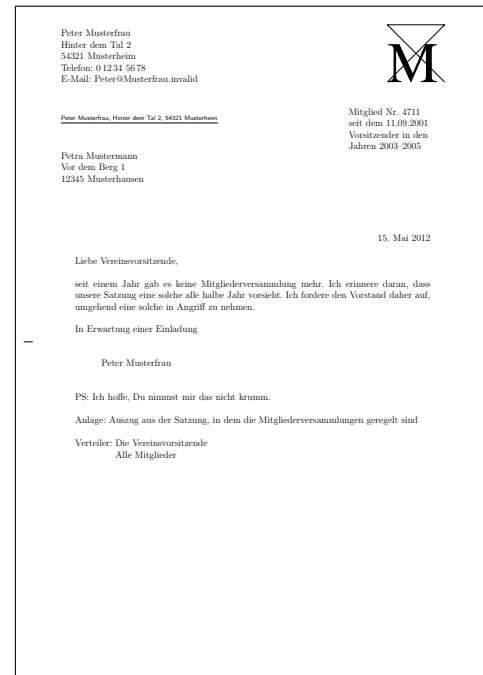 Peter Musterfrau
Hinter dem Tal 2
54321 Musterheim
Telefon: 0 12 34 56 78
E-Mail: Peter@Musterfrau.invalid
M
Peter Musterfrau, Hinter dem Tal 2, 54321 Musterheim
Mitglied Nr. 4711
seit dem 11.09.2001
Vorsitzender in den
Jahren 2003–2005
Petra Mustermann
Vor dem Berg 1
12345 Musterhausen
15. Mai 2012
Liebe Vereinsvorsitzende,
seit einem Jahr gab es keine Mitgliederversammlung mehr. Ich erinnere daran, dass
unsere Satzung eine solche alle halbe Jahr vorsieht. Ich fordere den Vorstand daher auf,
umgehend eine solche in Angriff zu nehmen.
In Erwartung einer Einladung
Peter Musterfrau
PS: Ich hoffe, Du nimmst mir das nicht krumm.
Anlage: Auszug aus der Satzung, in dem die Mitgliederversammlungen geregelt sind
Verteiler: Die Vereinsvorsitzende
Alle Mitglieder